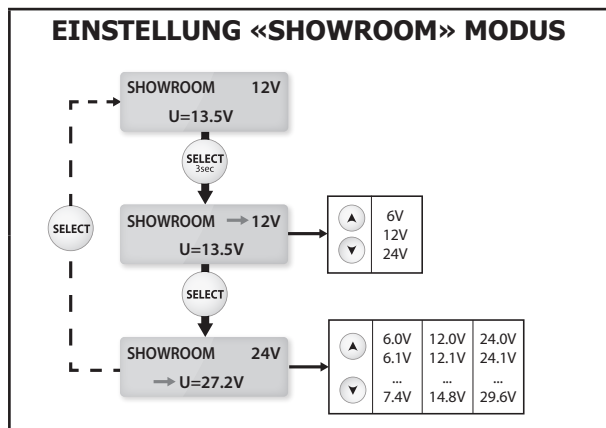 EINSTELLUNG «SHOWROOM» MODUS
SHOWROOM 12V
U=13.5V
SELECT
3sec
SHOWROOM → 12V
U=13.5V
6V
12V
24V
SELECT
SELECT
SHOWROOM 24V
→ U=27.2V
6.0V 12.0V 24.0V
6.1V 12.1V 24.1V
... ... ...
7.4V 14.8V 29.6V